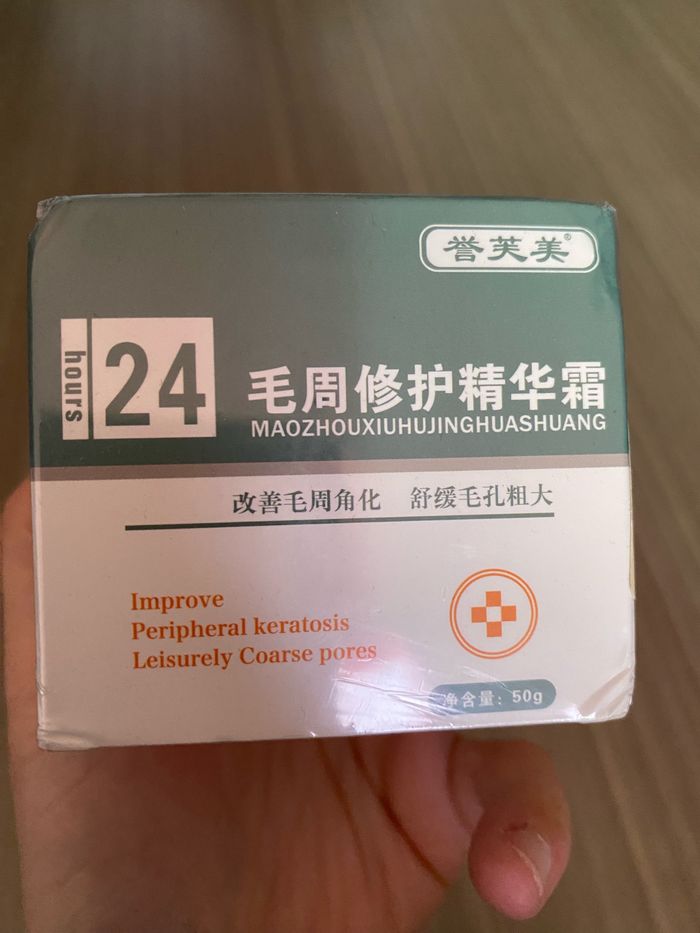 誉芙美®
hours
24
毛周修护精华霜
MAOZHOUXIUHUJINGHUASHUANG
改善毛周角化 舒缓毛孔粗大
Improve
Peripheral keratosis
Leisurely Coarse pores
净含量：50g